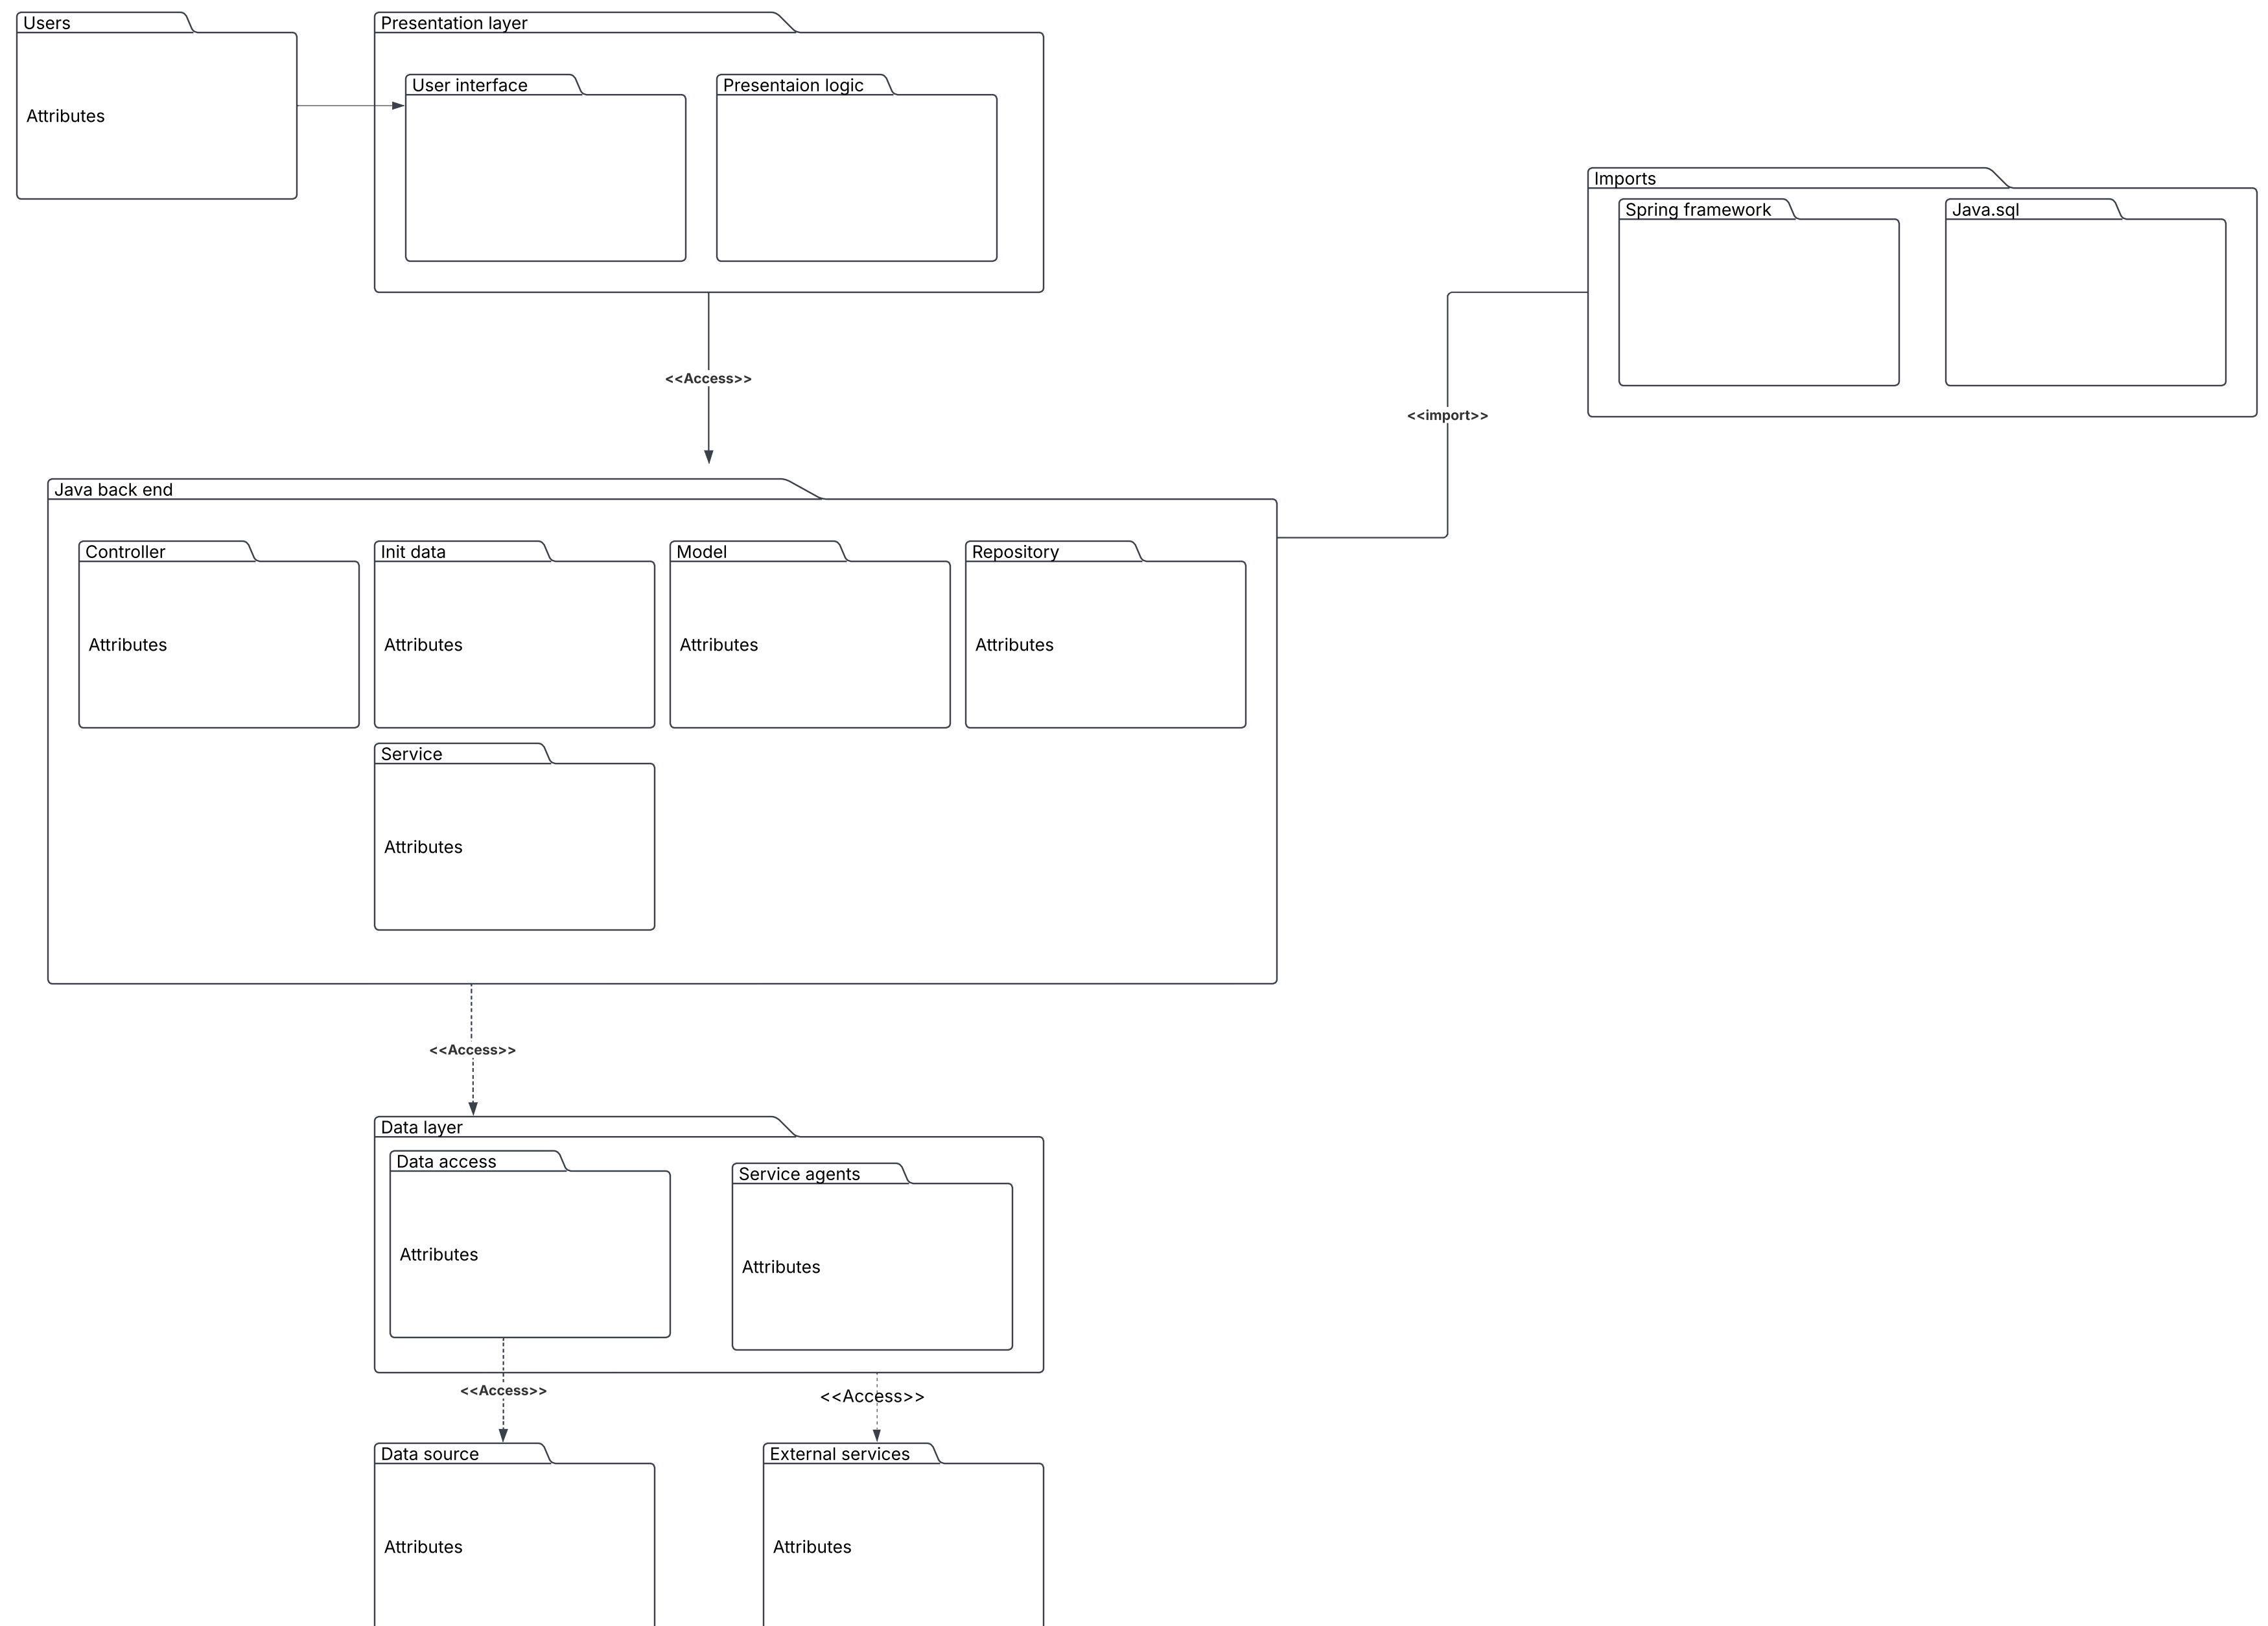 Users
Attributes
Presentation layer
User interface
Presentaion logic
Imports
Spring framework
Java.sql
<<Access>>
<<import>>
Java back end
Controller
Attributes
Init data
Attributes
Model
Attributes
Repository
Attributes
Service
Attributes
<<Access>>
Data layer
Data access
Attributes
Service agents
Attributes
<<Access>>
<<Access>>
Data source
Attributes
External services
Attributes